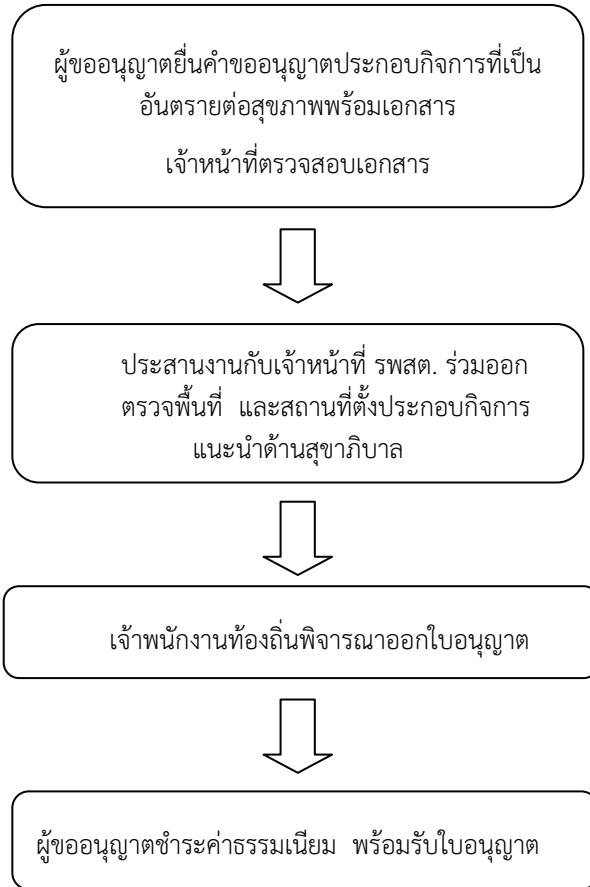 ผู้ขออนุญาตยื่นคำขออนุญาตประกอบกิจการที่เป็น
อันตรายต่อสุขภาพพร้อมเอกสาร
เจ้าหน้าที่ตรวจสอบเอกสาร
ประสานงานกับเจ้าหน้าที่ รพสต. ร่วมออก
ตรวจพื้นที่ และสถานที่ตั้งประกอบกิจการ
แนะนำด้านสุขาภิบาล
เจ้าพนักงานท้องถิ่นพิจารณาออกใบอนุญาต
ผู้ขออนุญาตชำระค่าธรรมเนียม พร้อมรับใบอนุญาต